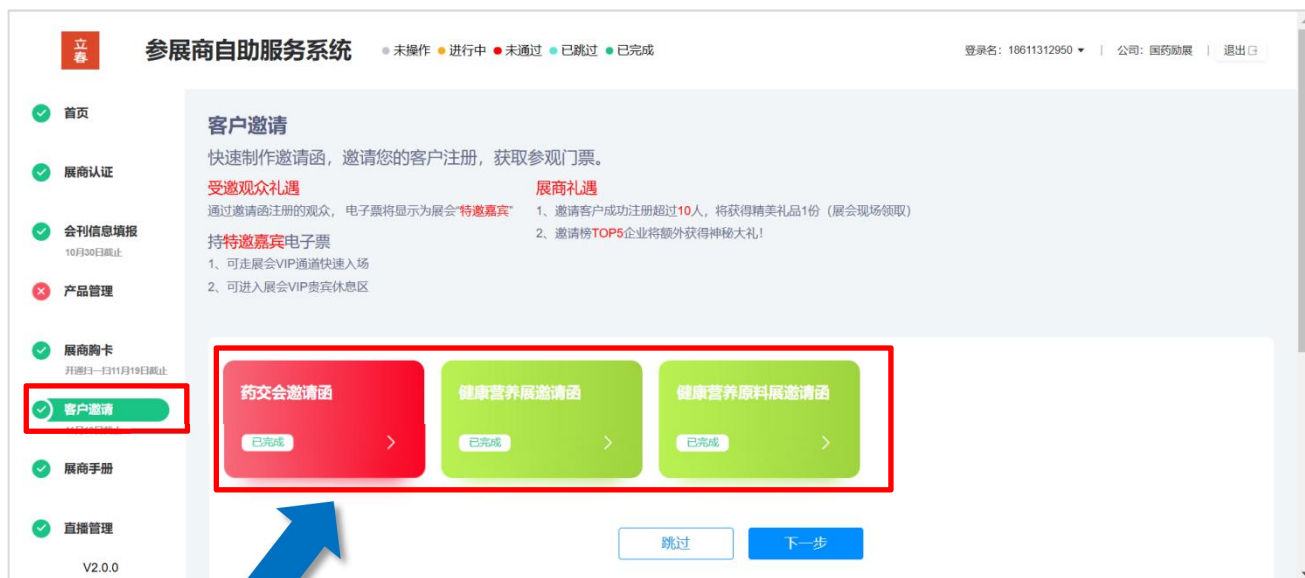 立春
参展商自助服务系统
未操作 进行中 未通过 已跳过 已完成
登录名：18611312950 | 公司：国药励展 | 退出
首页
展商认证
会刊信息填报
10月30日截止
产品管理
展商胸卡
开通扫一扫11月19日截止
客户邀请
展商手册
直播管理
V2.0.0
客户邀请
快速制作邀请函，邀请您的客户注册，获取参观门票。
受邀观众礼遇
通过邀请函注册的观众， 电子票将显示为展会“特邀嘉宾”
持特邀嘉宾电子票
1、可走展会VIP通道快速入场
2、可进入展会VIP贵宾休息区
展商礼遇
1、邀请客户成功注册超过10人，将获得精美礼品1份（展会现场领取）
2、邀请榜TOP5企业将额外获得神秘大礼！
药交会邀请函
已完成
健康营养展邀请函
已完成
健康营养原料展邀请函
已完成
跳过
下一步